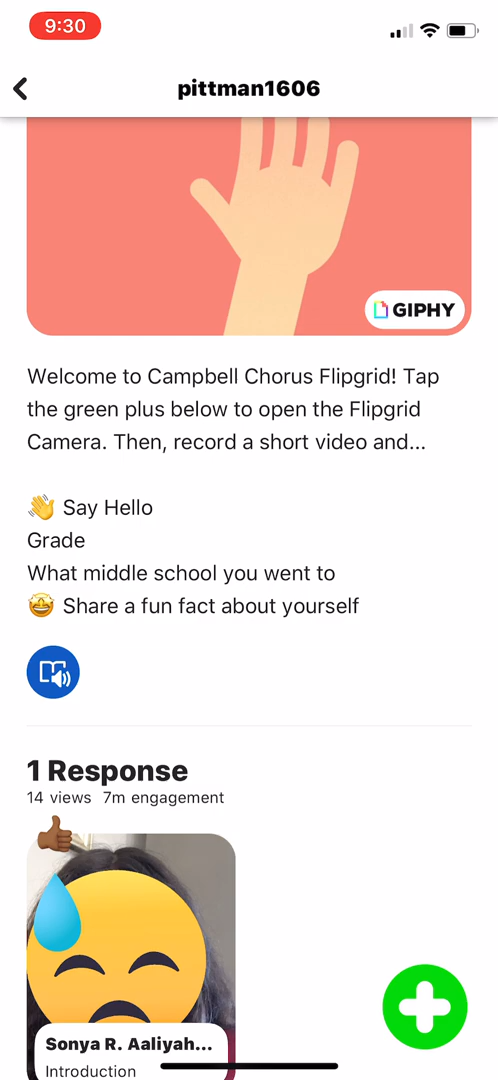 9:30
pittman1606
GIPHY
Welcome to Campbell Chorus Flipgrid! Tap
the green plus below to open the Flipgrid
Camera. Then, record a short video and...
👋 Say Hello
Grade
What middle school you went to
🤩 Share a fun fact about yourself
1 Response
14 views 7m engagement
Sonya R. Aaliyah...
Introduction